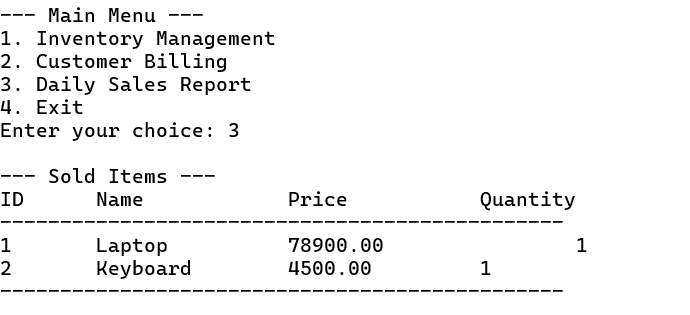 --- Main Menu ---
1. Inventory Management
2. Customer Billing
3. Daily Sales Report
4. Exit
Enter your choice: 3

--- Sold Items ---
ID      Name            Price           Quantity
-----------------------------------------------
1       Laptop          78900.00                1
2       Keyboard        4500.00         1
-----------------------------------------------